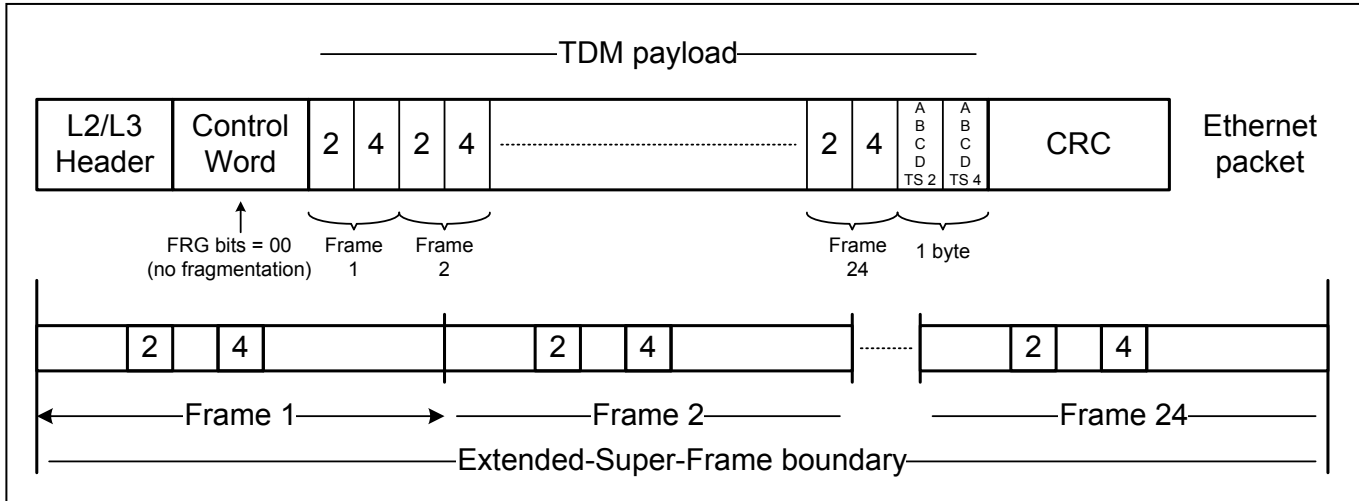 TDM payload
L2/L3
Header
Control
Word
2 4 2 4
2 4
A
B
C
D
TS 2
A
B
C
D
TS 4
CRC
Ethernet
packet
FRG bits = 00
(no fragmentation)
Frame
1
Frame
2
Frame
24
1 byte
2 4 2 4 2 4
Frame 1 Frame 2 Frame 24
Extended-Super-Frame boundary